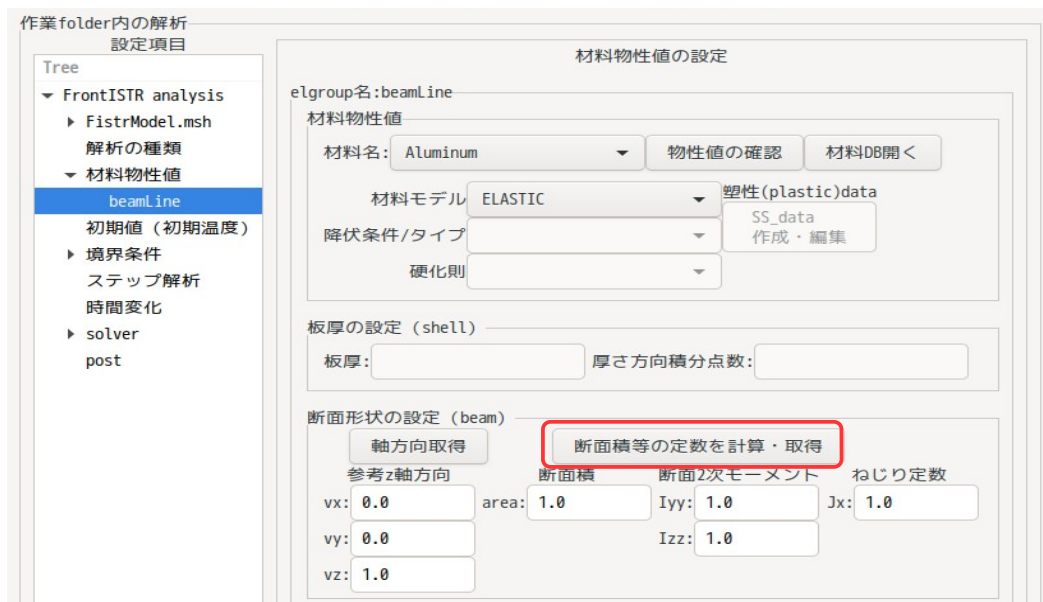 作業folder内の解析
設定項目
Tree
FrontISTR analysis
FistrModel.msh
解析の種類
材料物性値
beamLine
初期値（初期温度）
境界条件
ステップ解析
時間変化
solver
post
材料物性値の設定
elgroup名:beamLine
材料物性値
材料名: Aluminum 物性値の確認 材料DB開く
材料モデル ELASTIC 塑性(plastic)data
降伏条件/タイプ SS_data
作成・編集
硬化則
板厚の設定 (shell)
板厚: 厚さ方向積分点数:
断面形状の設定 (beam)
軸方向取得 断面積等の定数を計算・取得
参考z軸方向 断面積 断面2次モーメント ねじり定数
vx: 0.0 area: 1.0 Iyy: 1.0 Jx: 1.0
vy: 0.0 Izz: 1.0
vz: 1.0